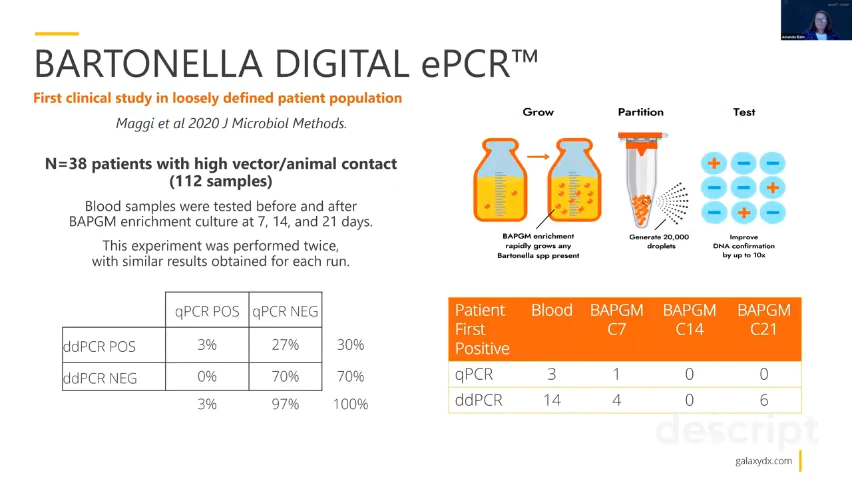 BARTONELLA DIGITAL ePCR™
First clinical study in loosely defined patient population
Maggi et al 2020 J Microbiol Methods.
N=38 patients with high vector/animal contact
(112 samples)
Blood samples were tested before and after
BAPGM enrichment culture at 7, 14, and 21 days.
This experiment was performed twice,
with similar results obtained for each run.
qPCR POS qPCR NEG
ddPCR POS 3% 27% 30%
ddPCR NEG 0% 70% 70%
3% 97% 100%
Grow Partition Test
BAPGM enrichment
rapidly grows any
Bartonella spp present
Generate 20,000
droplets
Improve
DNA confirmation
by up to 10x
Patient First Positive Blood BAPGM C7 BAPGM C14 BAPGM C21
qPCR 3 1 0 0
ddPCR 14 4 0 6
descript
galaxydx.com